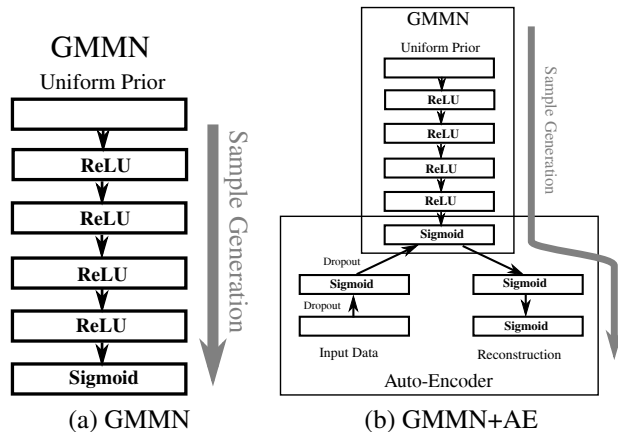 GMMN
Uniform Prior
ReLU
ReLU
ReLU
ReLU
Sigmoid
Sample Generation
(a) GMMN
GMMN
Uniform Prior
ReLU
ReLU
ReLU
ReLU
Sigmoid
Sample Generation
Dropout
Sigmoid
Sigmoid
Dropout
Sigmoid
Input Data
Reconstruction
Auto-Encoder
(b) GMMN+AE